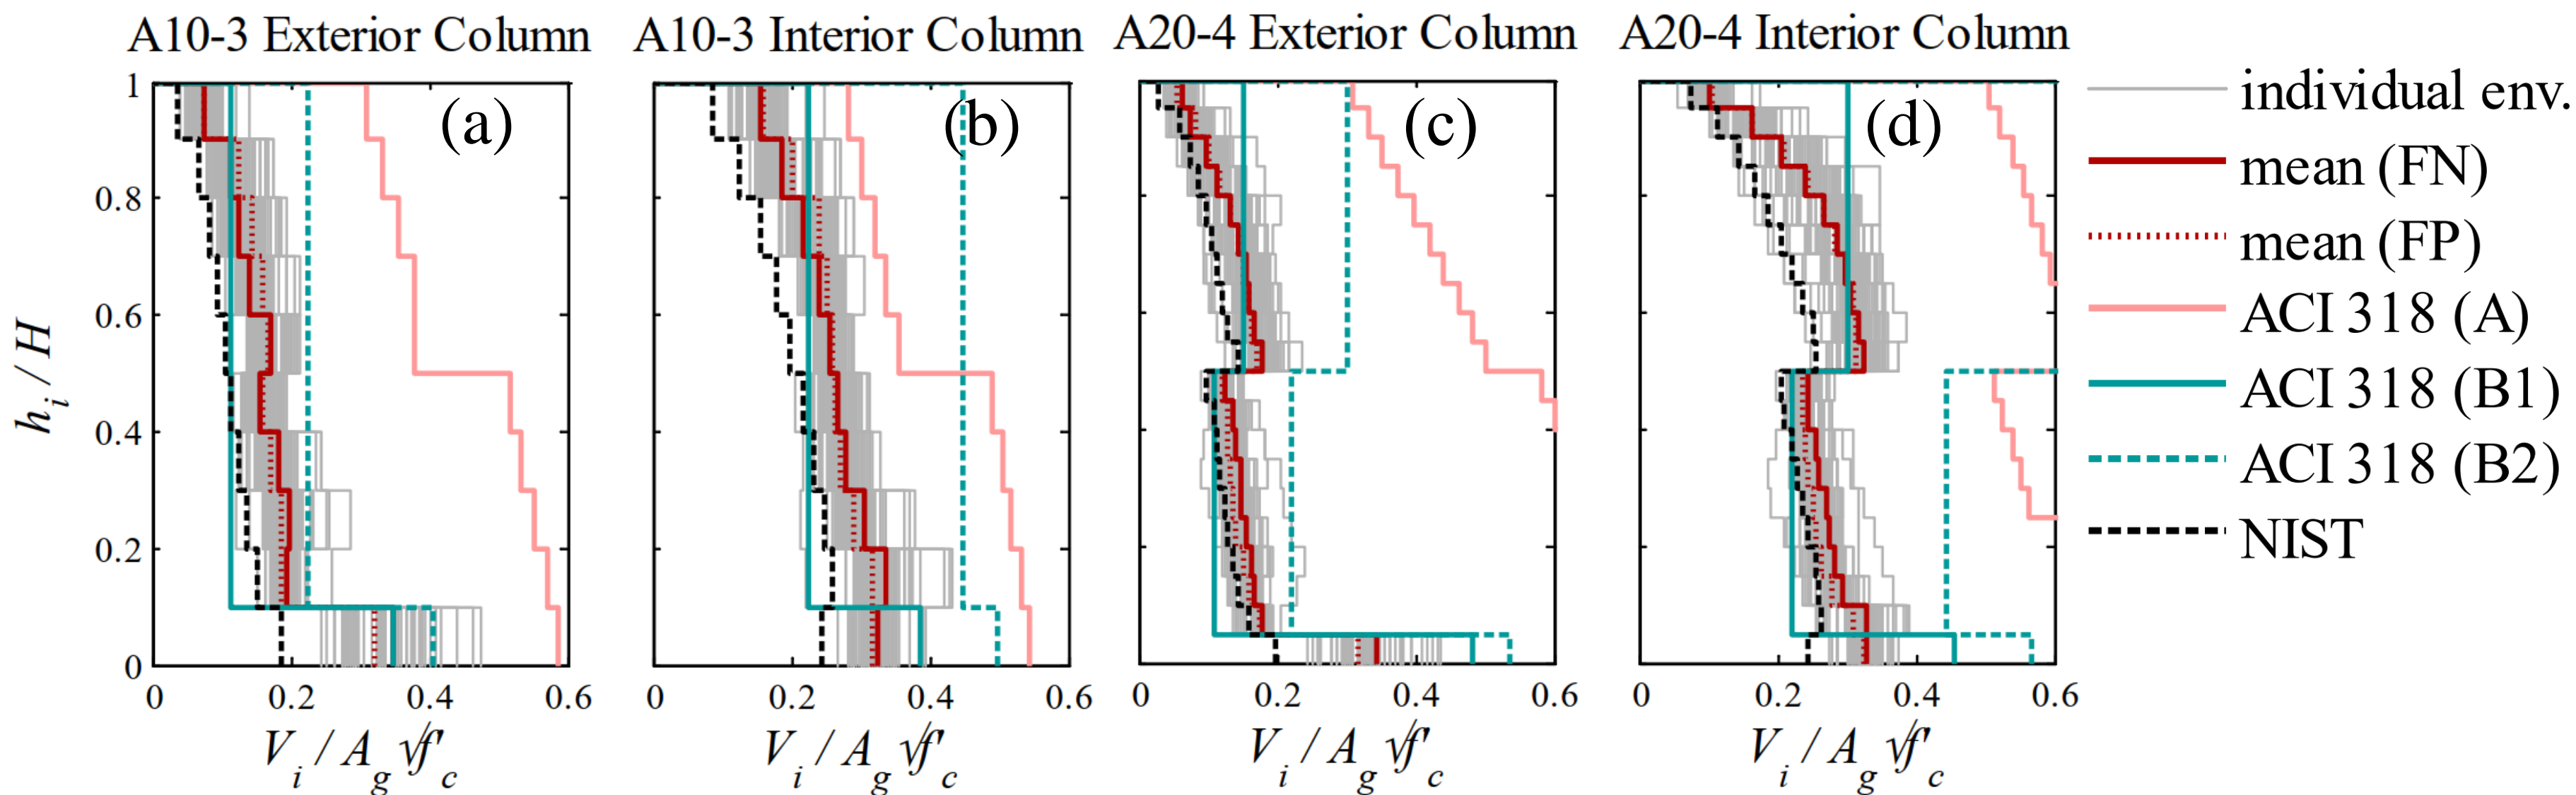 A10-3 Exterior Column
A10-3 Interior Column
A20-4 Exterior Column
A20-4 Interior Column
(a)
(b)
(c)
(d)
h_i / H
1
0.8
0.6
0.4
0.2
0
0 0.2 0.4 0.6
0 0.2 0.4 0.6
0 0.2 0.4 0.6
0 0.2 0.4 0.6
V_i / A_g √f'_c
V_i / A_g √f'_c
V_i / A_g √f'_c
V_i / A_g √f'_c
individual env.
mean (FN)
mean (FP)
ACI 318 (A)
ACI 318 (B1)
ACI 318 (B2)
NIST